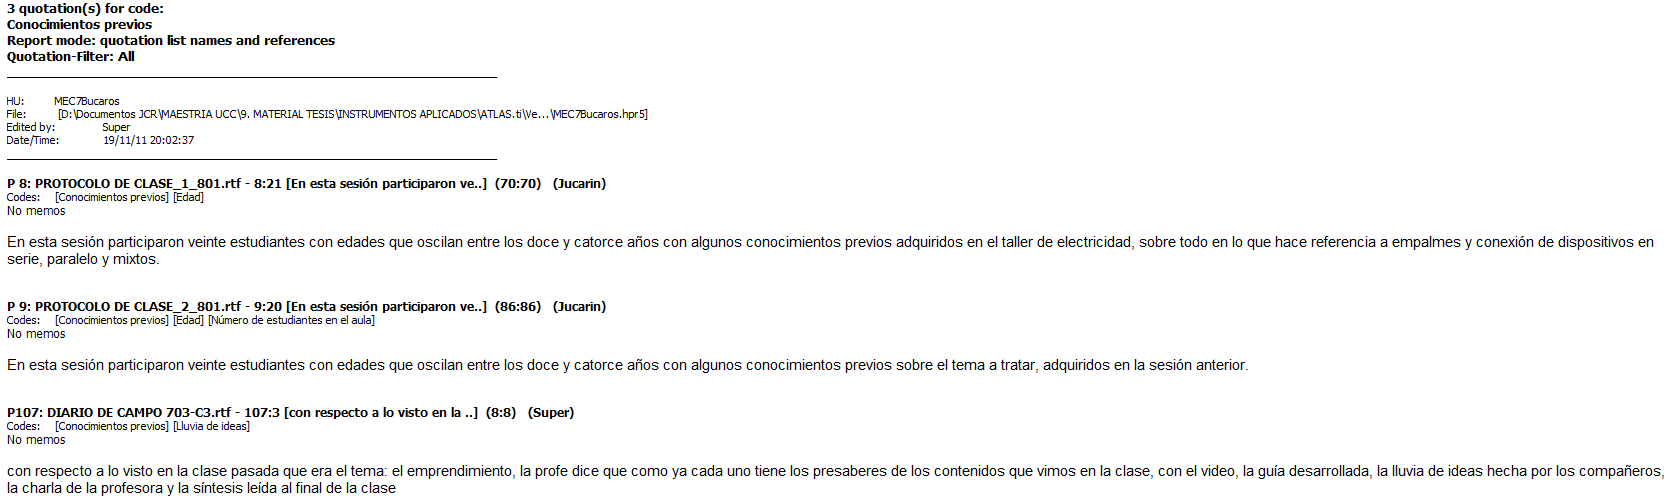 3 quotation(s) for code:
Conocimientos previos
Report mode: quotation list names and references
Quotation-Filter: All
HU: MEC7Bucaros
File: [D:\Documentos JCR\MAESTRIA UCC\9. MATERIAL TESIS\INSTRUMENTOS APLICADOS\ATLAS.ti\Ve...\MEC7Bucaros.hpr5]
Edited by: Super
Date/Time: 19/11/11 20:02:37
P 8: PROTOCOLO DE CLASE_1_801.rtf - 8:21 [En esta sesión participaron ve..] (70:70) (Jucarin)
Codes: [Conocimientos previos] [Edad]
No memos
En esta sesión participaron veinte estudiantes con edades que oscilan entre los doce y catorce años con algunos conocimientos previos adquiridos en el taller de electricidad, sobre todo en lo que hace referencia a empalmes y conexión de dispositivos en
serie, paralelo y mixtos.
P 9: PROTOCOLO DE CLASE_2_801.rtf - 9:20 [En esta sesión participaron ve..] (86:86) (Jucarin)
Codes: [Conocimientos previos] [Edad] [Número de estudiantes en el aula]
No memos
En esta sesión participaron veinte estudiantes con edades que oscilan entre los doce y catorce años con algunos conocimientos previos sobre el tema a tratar, adquiridos en la sesión anterior.
P107: DIARIO DE CAMPO 703-C3.rtf - 107:3 [con respecto a lo visto en la ..] (8:8) (Super)
Codes: [Conocimientos previos] [Lluvia de ideas]
No memos
con respecto a lo visto en la clase pasada que era el tema: el emprendimiento, la profe dice que como ya cada uno tiene los presaberes de los contenidos que vimos en la clase, con el video, la guía desarrollada, la lluvia de ideas hecha por los compañeros,
la charla de la profesora y la síntesis leída al final de la clase